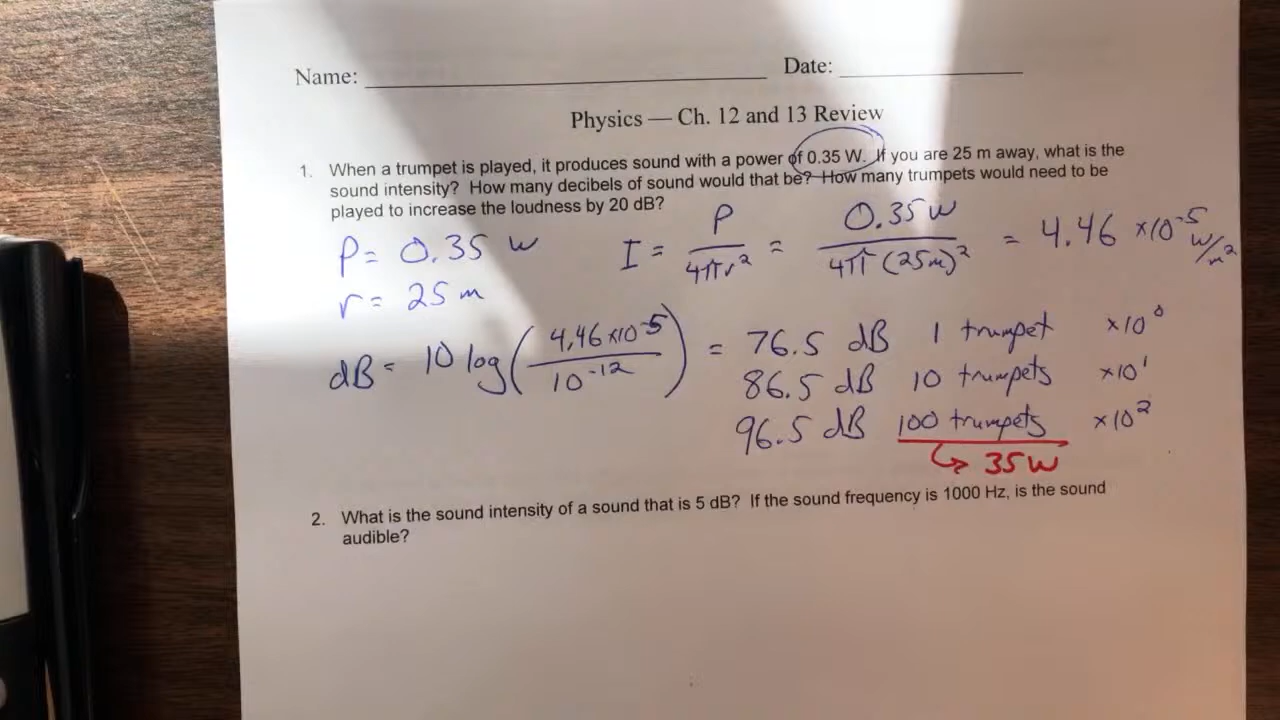 Name: ____________ Date: ____________
Physics — Ch. 12 and 13 Review
1. When a trumpet is played, it produces sound with a power of 0.35 W. If you are 25 m away, what is the
sound intensity? How many decibels of sound would that be? How many trumpets would need to be
played to increase the loudness by 20 dB?
P = 0.35 W
r = 25 m
I = P / 4πr² = 0.35 W / 4π (25m)² = 4.46 × 10⁻⁵ W/m²
dB = 10 log ( 4.46 × 10⁻⁵ / 10⁻¹² ) = 76.5 dB 1 trumpet × 10⁰
86.5 dB 10 trumpets × 10¹
96.5 dB 100 trumpets × 10²
↳ 35 W
2. What is the sound intensity of a sound that is 5 dB? If the sound frequency is 1000 Hz, is the sound
audible?